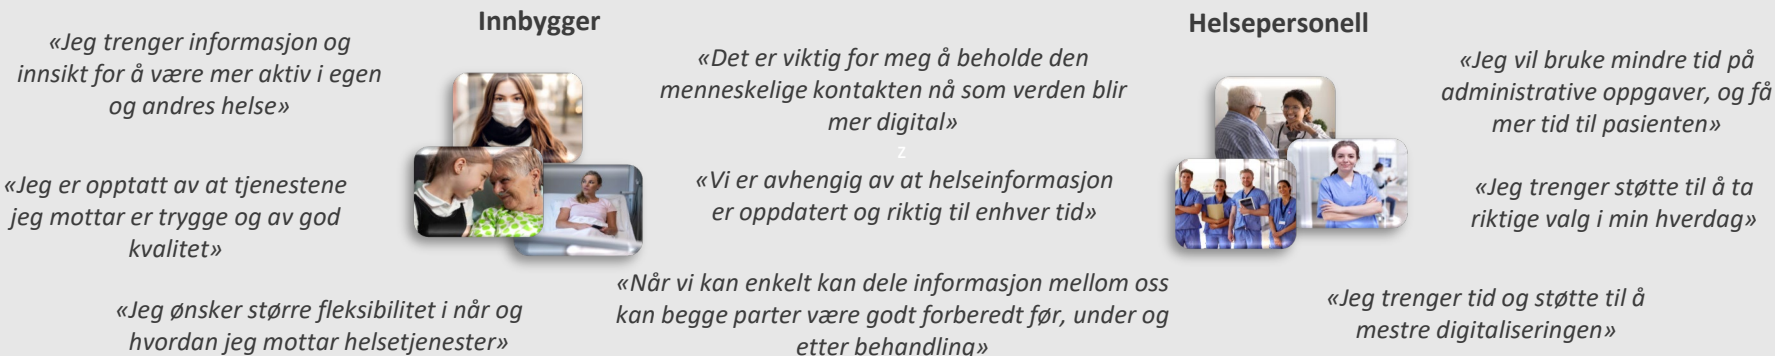 Innbygger
«Jeg trenger informasjon og
innsikt for å være mer aktiv i egen
og andres helse»
«Jeg er opptatt av at tjenestene
jeg mottar er trygge og av god
kvalitet»
«Jeg ønsker større fleksibilitet i når og
hvordan jeg mottar helsetjenester»
«Det er viktig for meg å beholde den
menneskelige kontakten nå som verden blir
mer digital»
z
«Vi er avhengig av at helseinformasjon
er oppdatert og riktig til enhver tid»
«Når vi kan enkelt kan dele informasjon mellom oss
kan begge parter være godt forberedt før, under og
etter behandling»
Helsepersonell
«Jeg vil bruke mindre tid på
administrative oppgaver, og få
mer tid til pasienten»
«Jeg trenger støtte til å ta
riktige valg i min hverdag»
«Jeg trenger tid og støtte til å
mestre digitaliseringen»